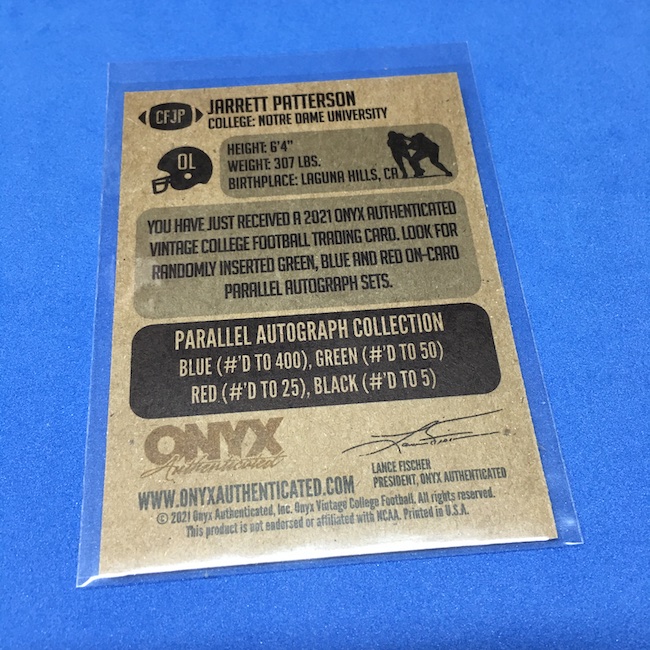 CFJP
JARRETT PATTERSON
COLLEGE: NOTRE DAME UNIVERSITY
OL
HEIGHT: 6'4"
WEIGHT: 307 LBS.
BIRTHPLACE: LAGUNA HILLS, CA
YOU HAVE JUST RECEIVED A 2021 ONYX AUTHENTICATED
VINTAGE COLLEGE FOOTBALL TRADING CARD. LOOK FOR
RANDOMLY INSERTED GREEN, BLUE AND RED ON-CARD
PARALLEL AUTOGRAPH SETS.
PARALLEL AUTOGRAPH COLLECTION
BLUE (#'D TO 400), GREEN (#'D TO 50)
RED (#'D TO 25), BLACK (#'D TO 5)
ONYX
Authenticated
LANCE FISCHER
PRESIDENT, ONYX AUTHENTICATED
WWW.ONYXAUTHENTICATED.COM
© 2021 Onyx Authenticated, Inc. Onyx Vintage College Football. All rights reserved.
This product is not endorsed or affiliated with NCAA. Printed in U.S.A.